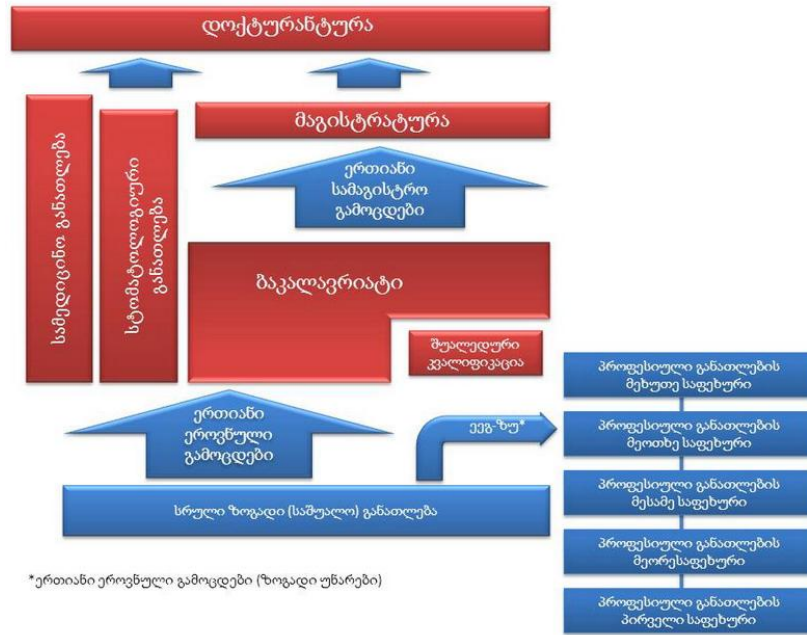 დოქტურანტურა
მაგისტრატურა
სამედიცინო განათლება
სტომატოლოგიური
განათლება
ერთიანი
სამაგისტრო
გამოცდები
ბაკალავრიატი
შუალედური
კვალიფიკაცია
ერთიანი
ეროვნული
გამოცდები
ეეგ-ზუ*
სრული ზოგადი (საშუალო) განათლება
*ერთიანი ეროვნული გამოცდები (ზოგადი უნარები)
პროფესიული განათლების
მეხუთე საფეხური
პროფესიული განათლების
მეოთხე საფეხური
პროფესიული განათლების
მესამე საფეხური
პროფესიული განათლების
მეორესაფეხური
პროფესიული განათლების
პირველი საფეხური